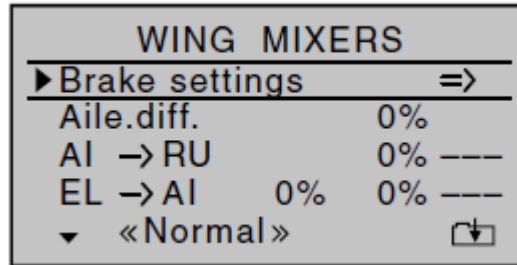 WING MIXERS
▶Brake settings =>
Aile.diff. 0%
AI –> RU 0% –––
EL –> AI 0% 0% –––
▼ «Normal»